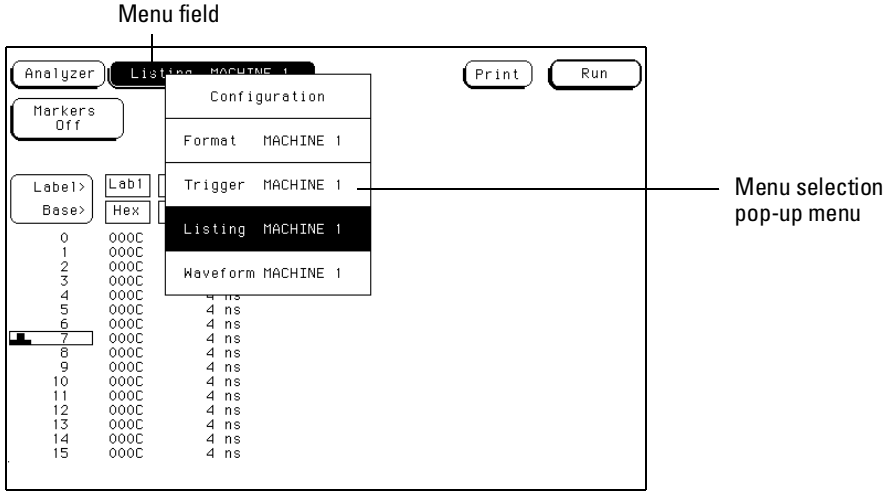 Menu field
Analyzer
Listing MACHINE 1
Print
Run
Markers
Off
Configuration
Format MACHINE 1
Trigger MACHINE 1
Listing MACHINE 1
Waveform MACHINE 1
Menu selection
pop-up menu
Label> Lab1
Base> Hex
0 000C
1 000C
2 000C
3 000C
4 000C 4 ns
5 000C 4 ns
6 000C 4 ns
7 000C 4 ns
8 000C 4 ns
9 000C 4 ns
10 000C 4 ns
11 000C 4 ns
12 000C 4 ns
13 000C 4 ns
14 000C 4 ns
15 000C 4 ns